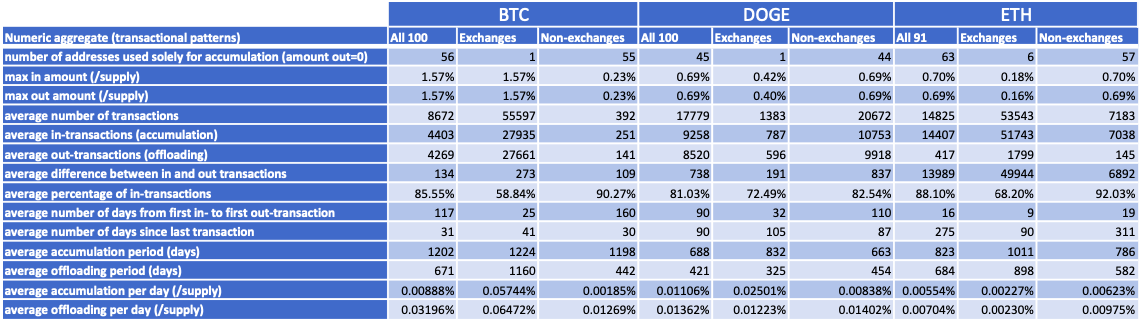 BTC DOGE ETH
Numeric aggregate (transactional patterns) All 100 Exchanges Non-exchanges All 100 Exchanges Non-exchanges All 91 Exchanges Non-exchanges
number of addresses used solely for accumulation (amount out=0) 56 1 55 45 1 44 63 6 57
max in amount (/supply) 1.57% 1.57% 0.23% 0.69% 0.42% 0.69% 0.70% 0.18% 0.70%
max out amount (/supply) 1.57% 1.57% 0.23% 0.69% 0.40% 0.69% 0.69% 0.16% 0.69%
average number of transactions 8672 55597 392 17779 1383 20672 14825 53543 7183
average in-transactions (accumulation) 4403 27935 251 9258 787 10753 14407 51743 7038
average out-transactions (offloading) 4269 27661 141 8520 596 9918 417 1799 145
average difference between in and out transactions 134 273 109 738 191 837 13989 49944 6892
average percentage of in-transactions 85.55% 58.84% 90.27% 81.03% 72.49% 82.54% 88.10% 68.20% 92.03%
average number of days from first in- to first out-transaction 117 25 160 90 32 110 16 9 19
average number of days since last transaction 31 41 30 90 105 87 275 90 311
average accumulation period (days) 1202 1224 1198 688 832 663 823 1011 786
average offloading period (days) 671 1160 442 421 325 454 684 898 582
average accumulation per day (/supply) 0.00888% 0.05744% 0.00185% 0.01106% 0.02501% 0.00838% 0.00554% 0.00227% 0.00623%
average offloading per day (/supply) 0.03196% 0.06472% 0.01269% 0.01362% 0.01223% 0.01402% 0.00704% 0.00230% 0.00975%